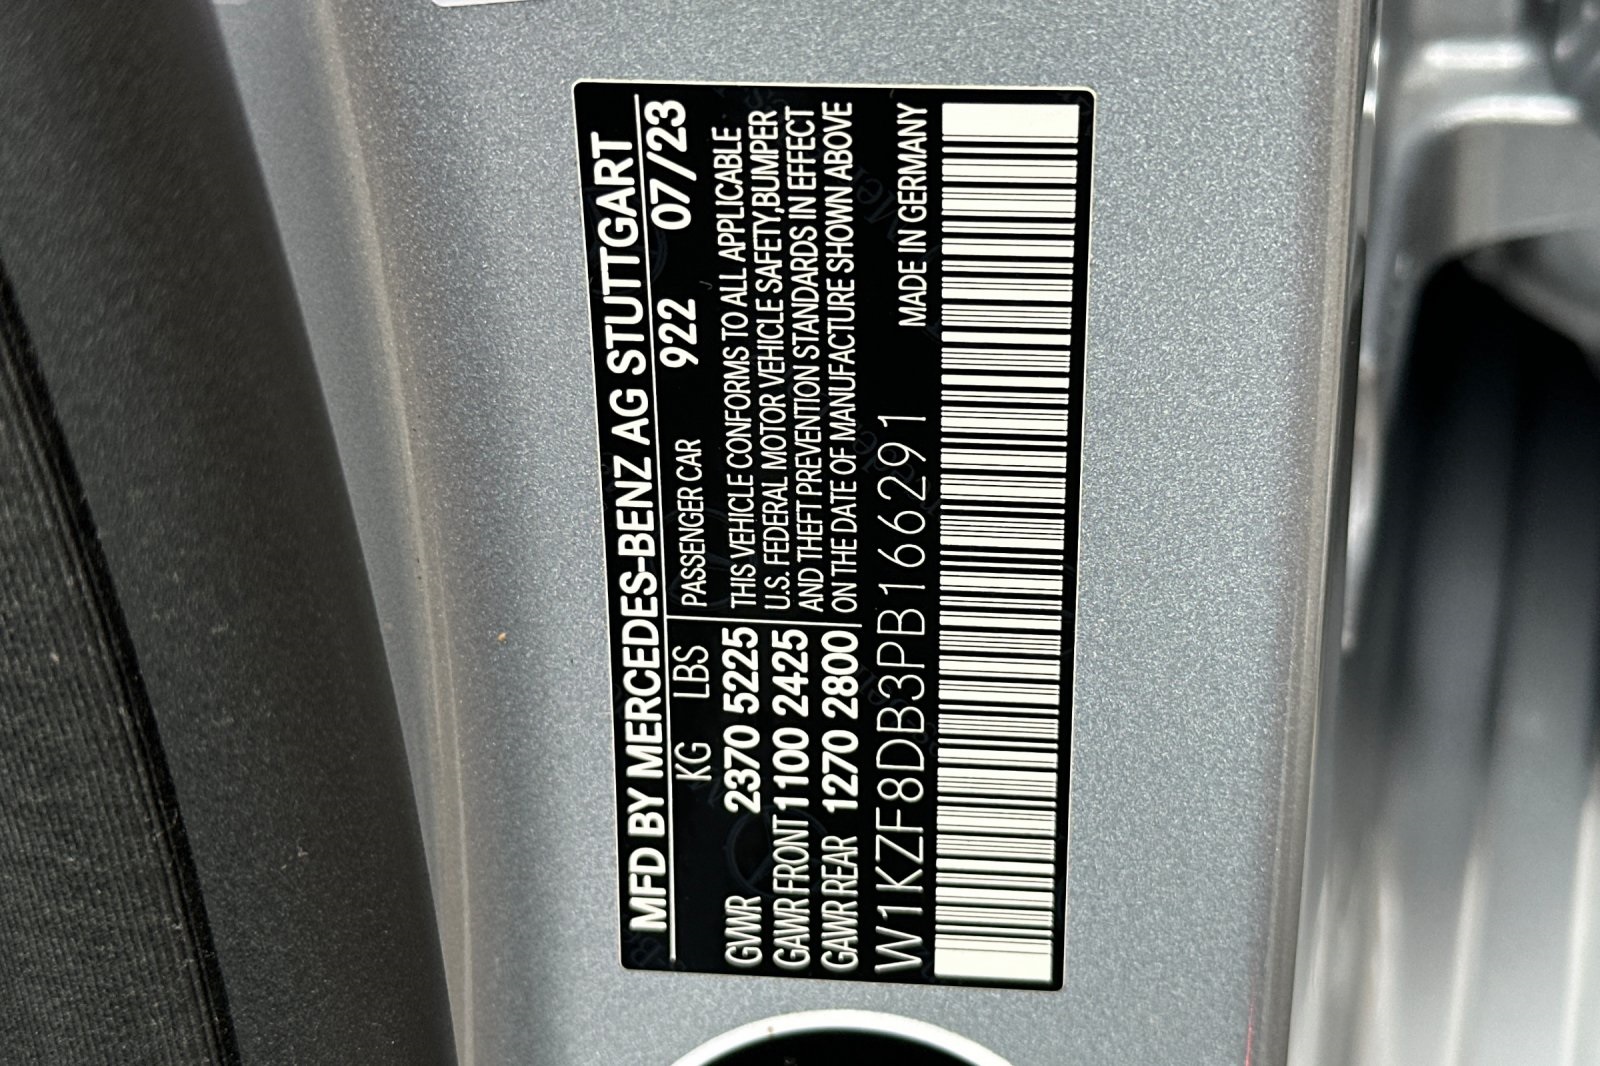 MFD BY MERCEDES-BENZ AG STUTTGART
KG LBS PASSENGER CAR 922 07/23
GVWR 2370 5225
GAWR FRONT 1100 2425
GAWR REAR 1270 2800
THIS VEHICLE CONFORMS TO ALL APPLICABLE
U.S. FEDERAL MOTOR VEHICLE SAFETY,BUMPER
AND THEFT PREVENTION STANDARDS IN EFFECT
ON THE DATE OF MANUFACTURE SHOWN ABOVE
W1KZF8DB3PB166291 MADE IN GERMANY